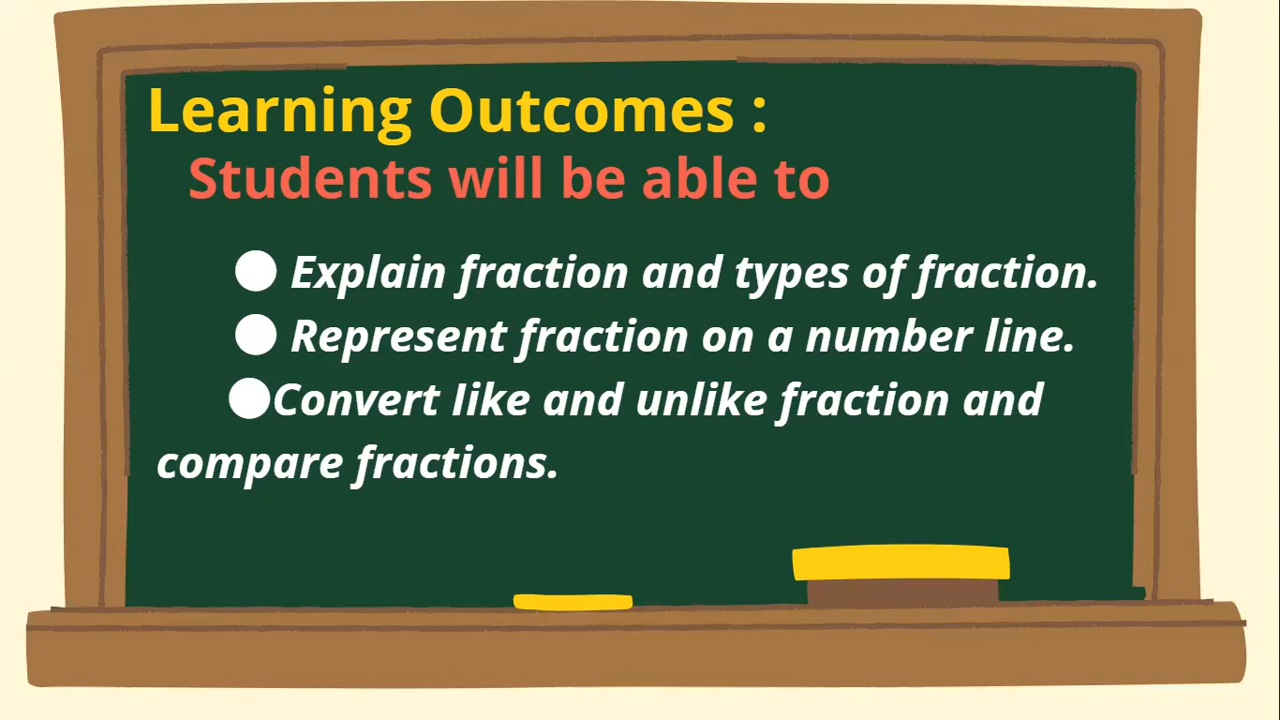 Learning Outcomes :
Students will be able to
● Explain fraction and types of fraction.
● Represent fraction on a number line.
●Convert like and unlike fraction and
compare fractions.